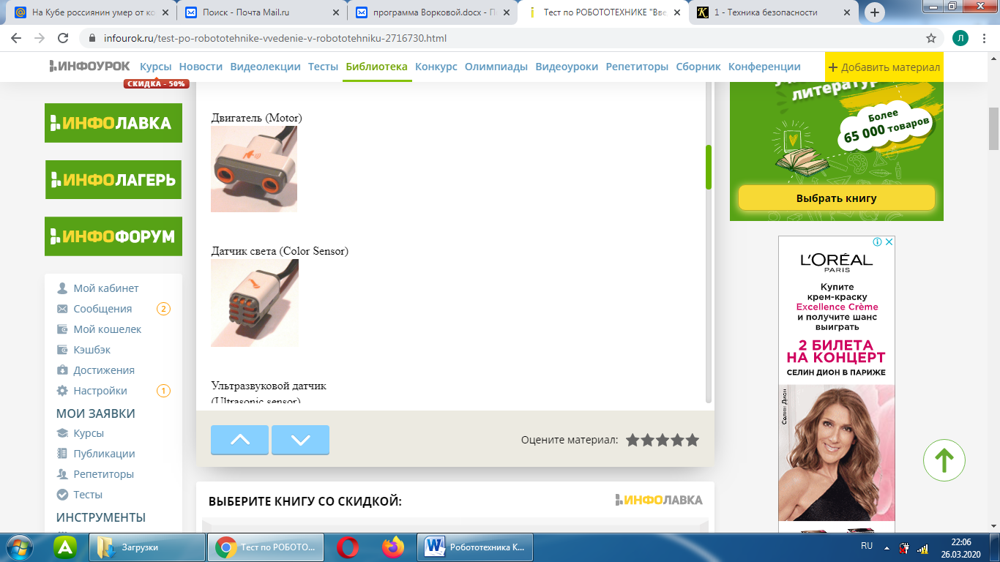 На Кубе россиянин умер от ко
Поиск - Почта Mail.ru
программа Ворковой.docx - П
Тест по РОБОТОТЕХНИКЕ "Вве
1 - Техника безопасности
infourok.ru/test-po-robototehnike-vvedenie-v-robototehniku-2716730.html
Л
ИНФОУРОК
Курсы
Новости
Видеолекции
Тесты
Библиотека
Конкурс
Олимпиады
Видеоуроки
Репетиторы
Сборник
Конференции
+ Добавить материал
СКИДКА - 50%
ИНФОЛАВКА
ИНФОЛАГЕРЬ
ИНФОФОРУМ
Мой кабинет
Сообщения 2
Мой кошелек
Кэшбэк
Достижения
Настройки 1
МОИ ЗАЯВКИ
Курсы
Публикации
Репетиторы
Тесты
ИНСТРУМЕНТЫ
Двигатель (Motor)
Датчик света (Color Sensor)
Ультразвуковой датчик
(Ultrasonic sensor)
Оцените материал:
ВЫБЕРИТЕ КНИГУ СО СКИДКОЙ:
ИНФОЛАВКА
литературы
Более
65 000 товаров
Выбрать книгу
L'ORÉAL
PARIS
Купите
крем-краску
Excellence Crème
и получите шанс
выиграть
2 БИЛЕТА
НА КОНЦЕРТ
СЕЛИН ДИОН В ПАРИЖЕ
Селин Дион
Загрузки
Тест по РОБОТО...
Робототехника К...
RU
22:06
26.03.2020